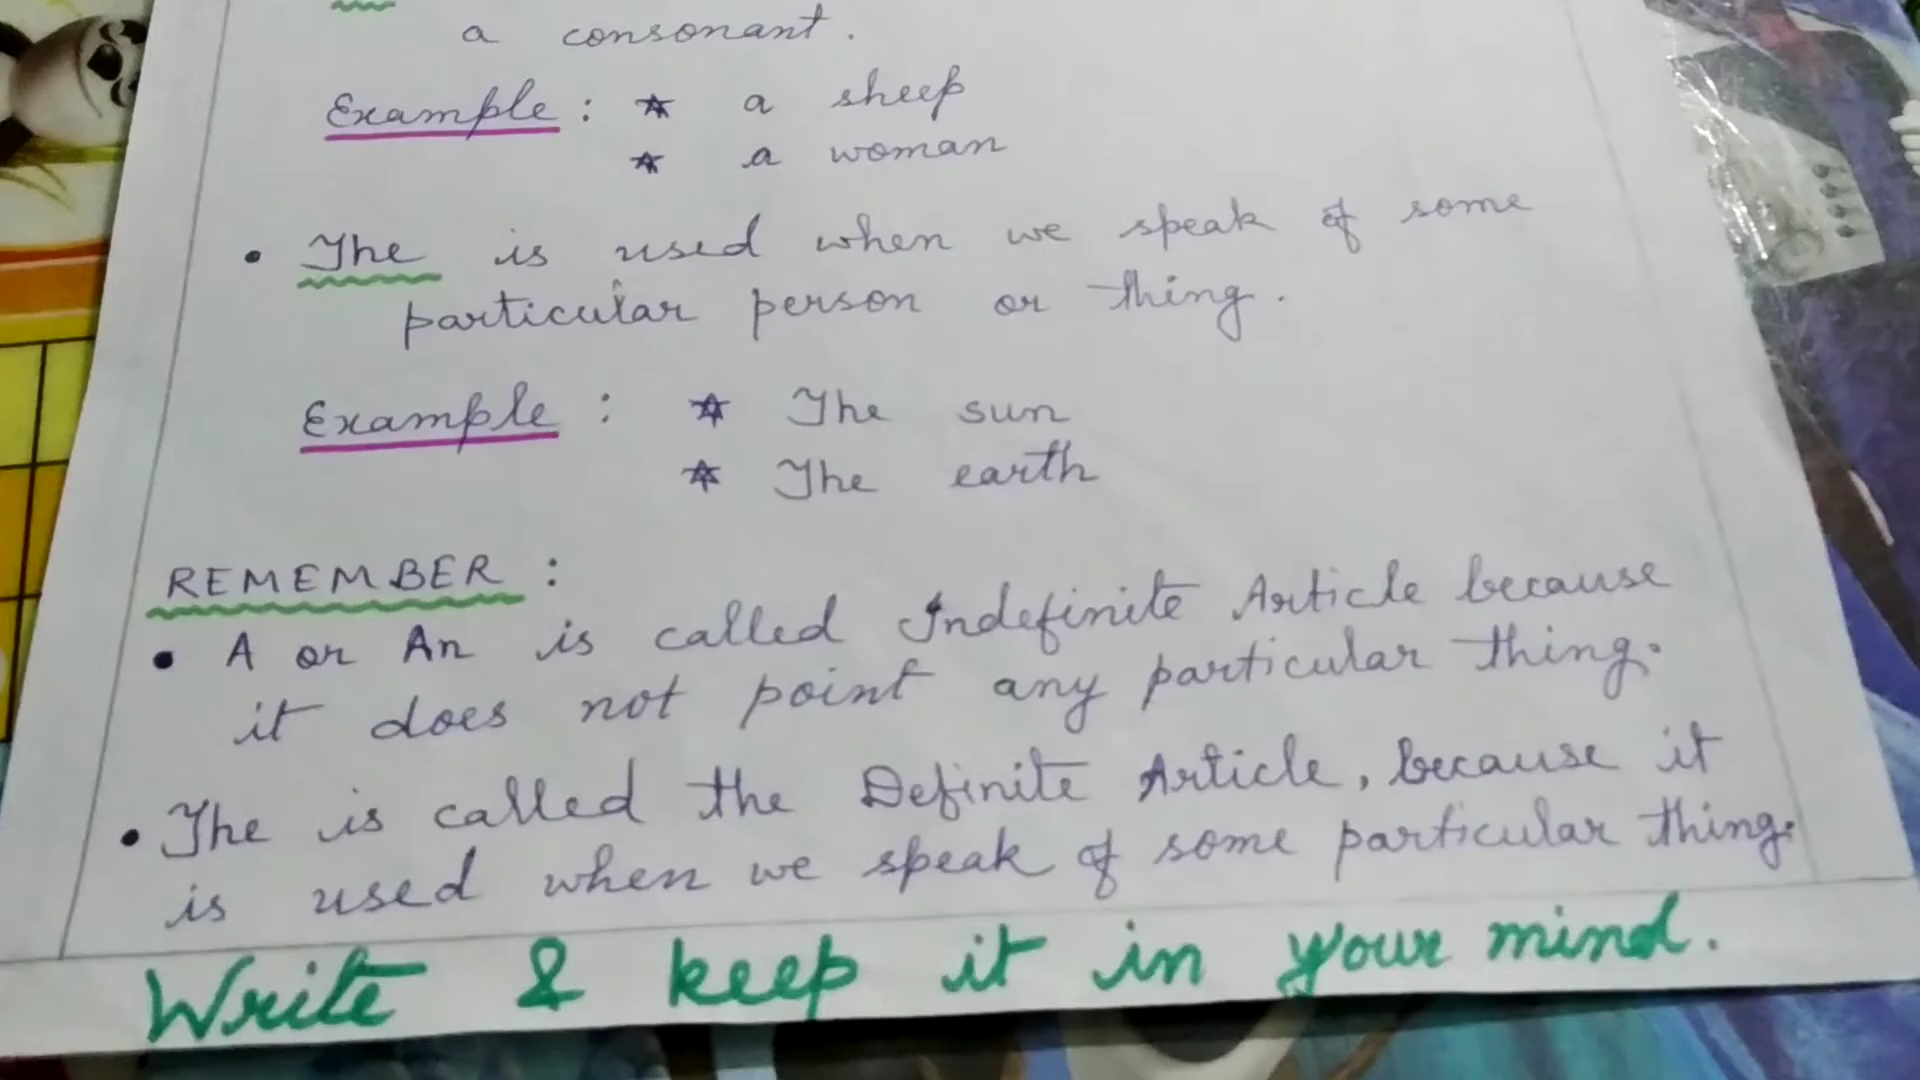 a consonant.
Example : * a sheep
* a woman
• The is used when we speak of some
particular person or thing.
Example : * The sun
* The earth
REMEMBER :
• A or An is called Indefinite Article because
it does not point any particular thing.
• The is called the Definite Article, because it
is used when we speak of some particular thing.
Write & keep it in your mind.